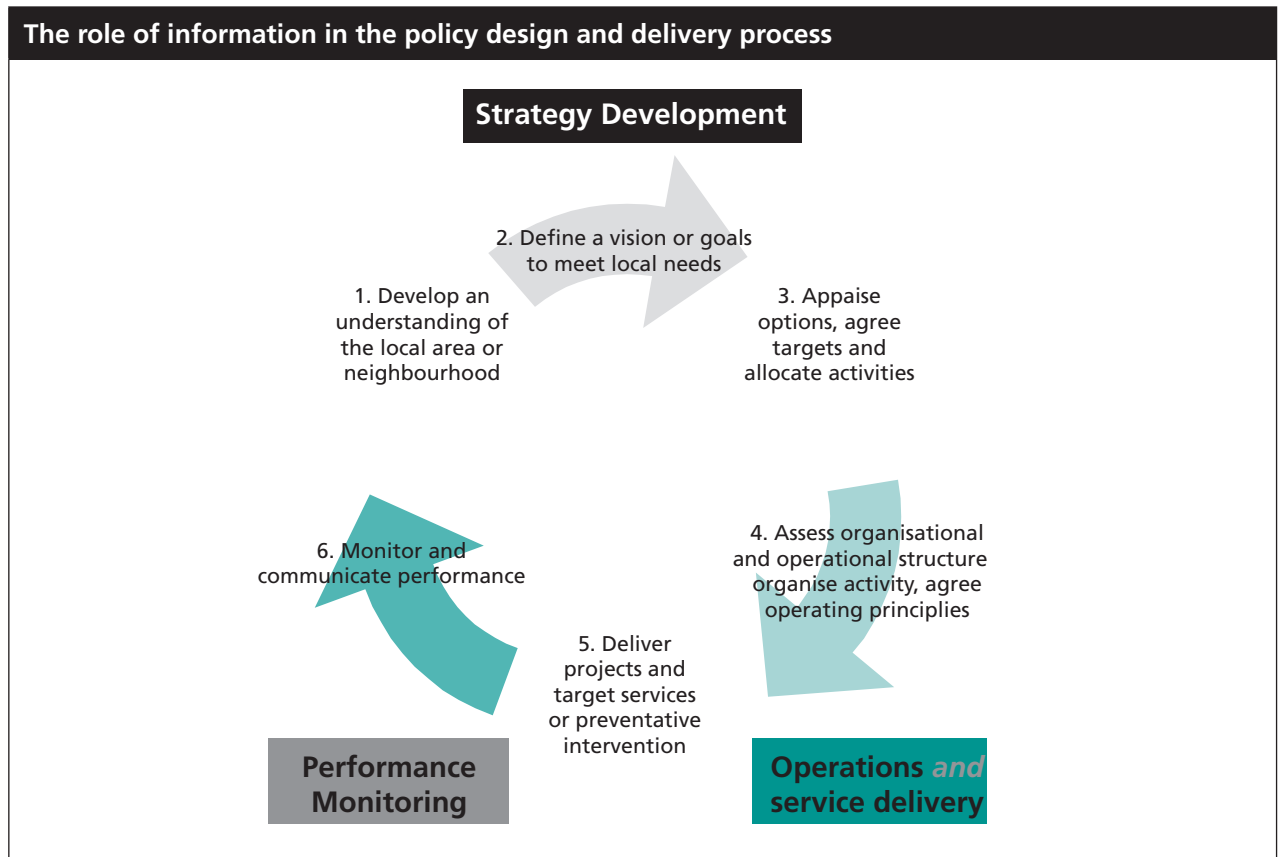 The role of information in the policy design and delivery process
Strategy Development
2. Define a vision or goals
to meet local needs
1. Develop an
understanding of
the local area or
neighbourhood
3. Appaise
options, agree
targets and
allocate activities
4. Assess organisational
and operational structure
organise activity, agree
operating principlies
6. Monitor and
communicate performance
5. Deliver
projects and
target services
or preventative
intervention
Performance
Monitoring
Operations and
service delivery